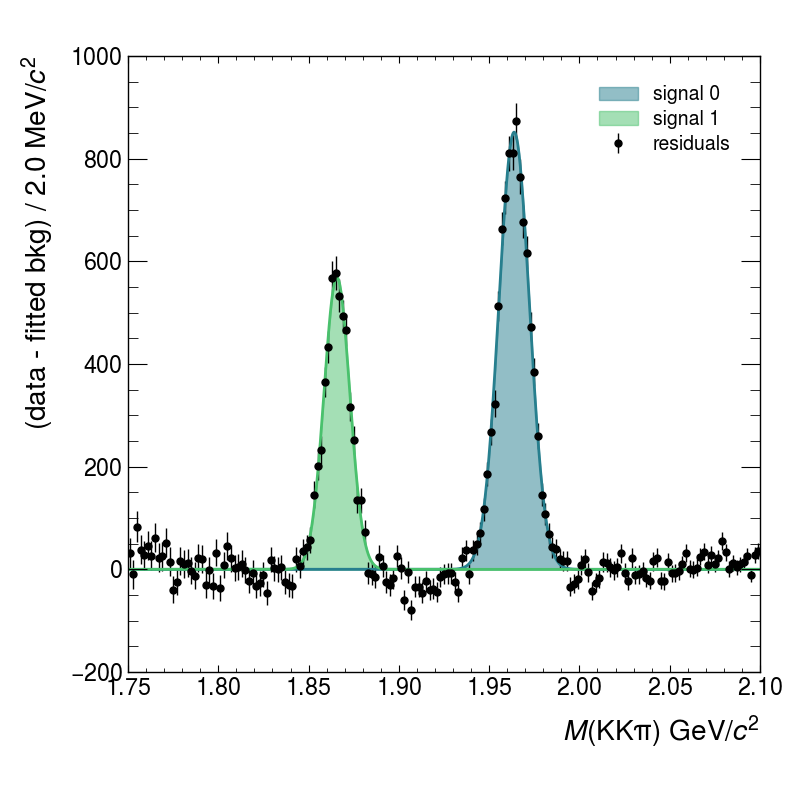 (data - fitted bkg) / 2.0 MeV/c²
1000
800
600
400
200
0
−200
signal 0
signal 1
residuals
1.75 1.80 1.85 1.90 1.95 2.00 2.05 2.10
M(KKπ) GeV/c²